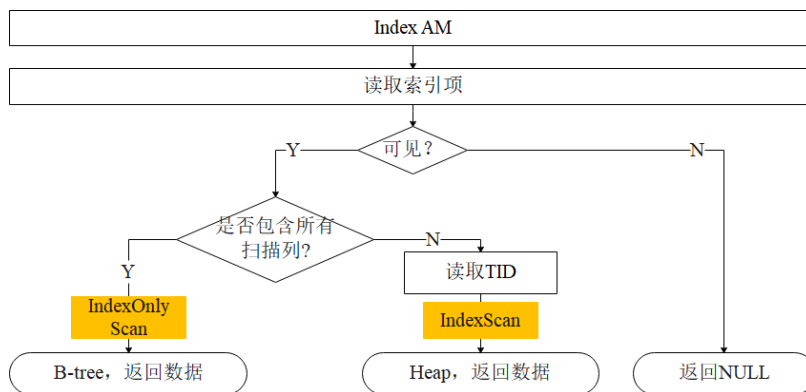 Index AM
读取索引项
可见?
Y
N
是否包含所有
扫描列?
Y
N
读取TID
IndexOnly
Scan
IndexScan
B-tree，返回数据
Heap，返回数据
返回NULL